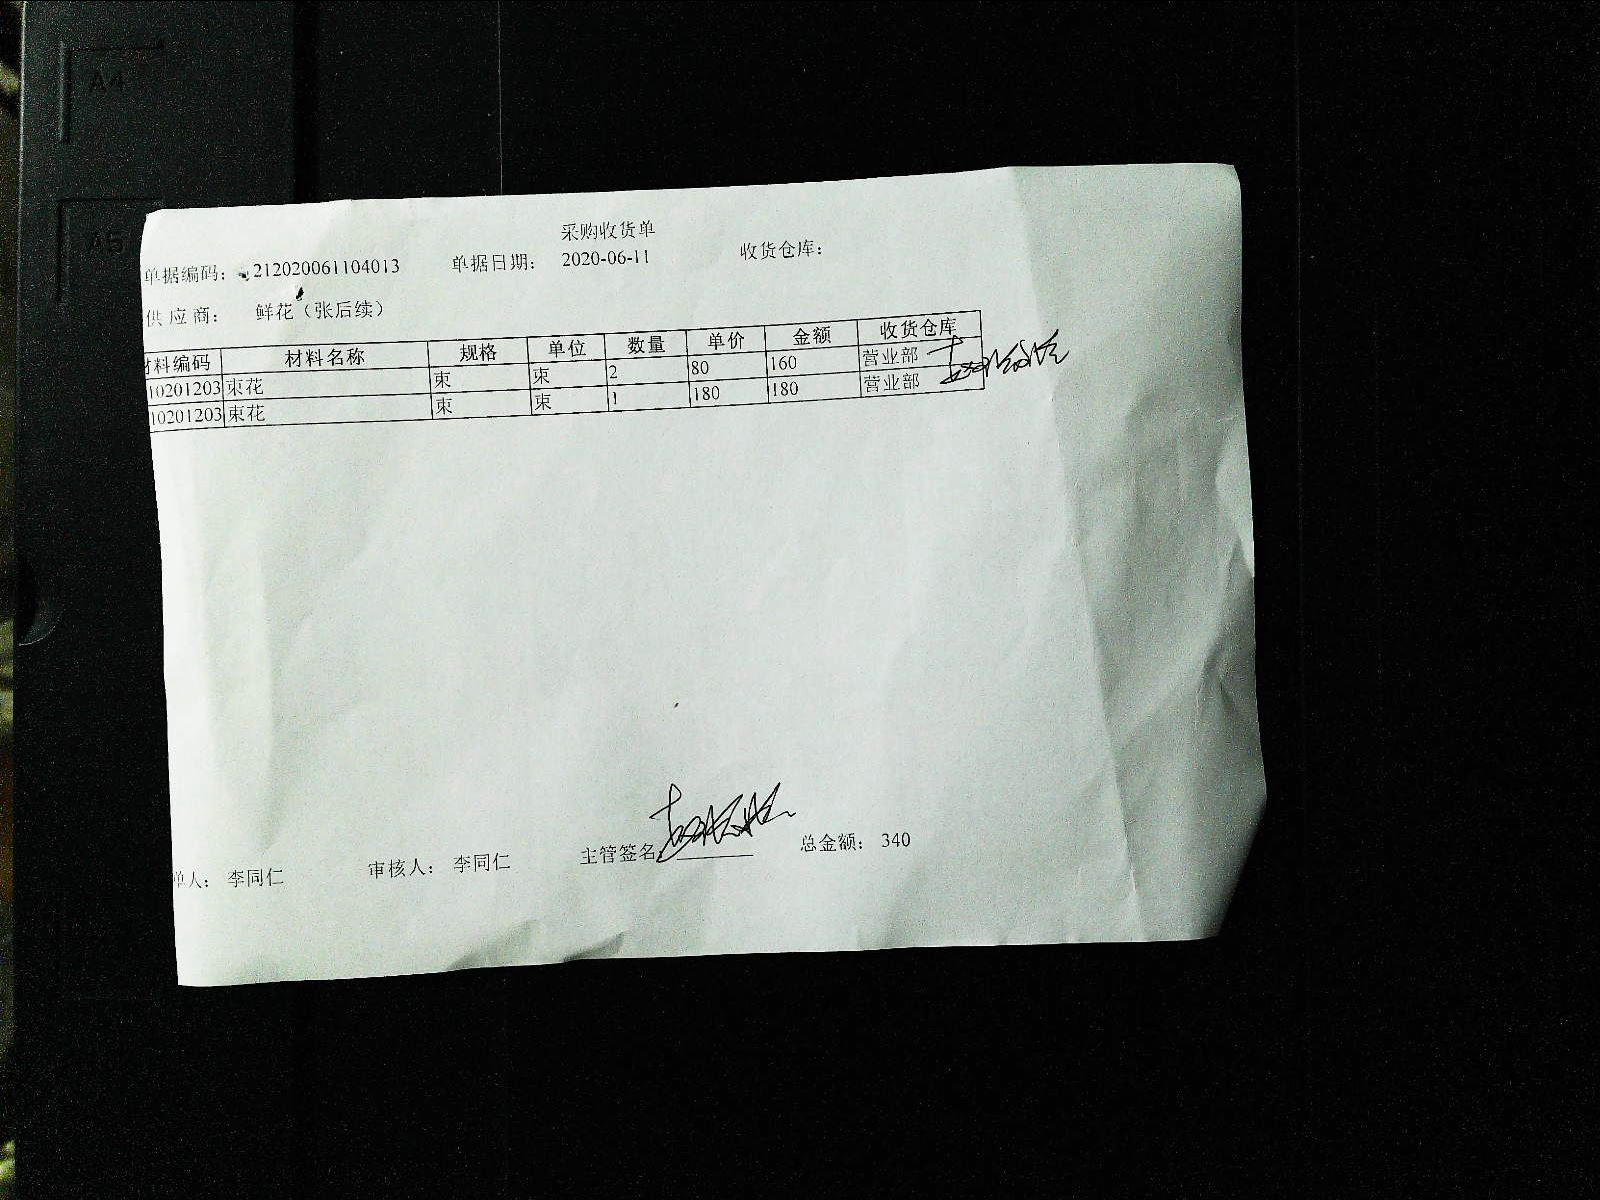 A4
A5
采购收货单
单据编码： 212020061104013 单据日期： 2020-06-11 收货仓库：
供应商： 鲜花（张后续）
材料编码 材料名称 规格 单位 数量 单价 金额 收货仓库
10201203 束花 束 束 2 80 160 营业部
10201203 束花 束 束 1 180 180 营业部
单人： 李同仁 审核人： 李同仁 主管签名 总金额： 340